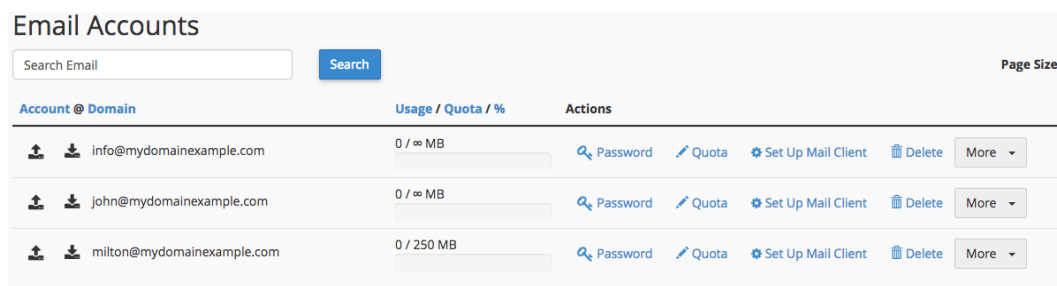 Email Accounts
Search Email Search Page Size
Account @ Domain Usage / Quota / % Actions
info@mydomainexample.com 0 / ∞ MB Password Quota Set Up Mail Client Delete More
john@mydomainexample.com 0 / ∞ MB Password Quota Set Up Mail Client Delete More
milton@mydomainexample.com 0 / 250 MB Password Quota Set Up Mail Client Delete More